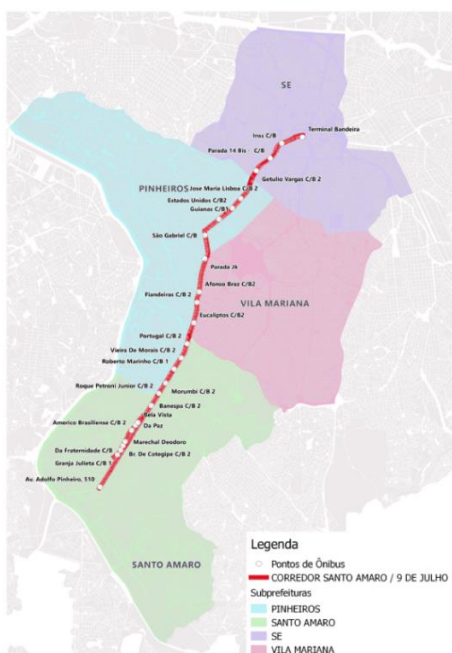 SE
Terminal Bandeira
Inss C/B
Parada 14 Bis - C/B
Getulio Vargas C/B 2
PINHEIROS
Jose Maria Lisboa C/B 2
Estados Unidos C/B2
Guianas C/B1
São Gabriel C/B
Parada Jk
Afonso Braz C/B2
Fiandeiras C/B 2
VILA MARIANA
Eucaliptos C/B2
Portugal C/B 2
Vieira De Morais C/B 2
Roberto Marinho C/B 1
Roque Petroni Junior C/B 2
Morumbi C/B 2
Banespa C/B 2
Bela Vista
Americo Brasiliense C/B 2
Da Paz
Marechal Deodoro
Da Fraternidade C/B
Br. De Cotegipe C/B 2
Granja Julieta C/B 1
Av. Adolfo Pinheiro, 510
SANTO AMARO
Legenda
Pontos de Ônibus
CORREDOR SANTO AMARO / 9 DE JULHO
Subprefeituras
PINHEIROS
SANTO AMARO
SE
VILA MARIANA